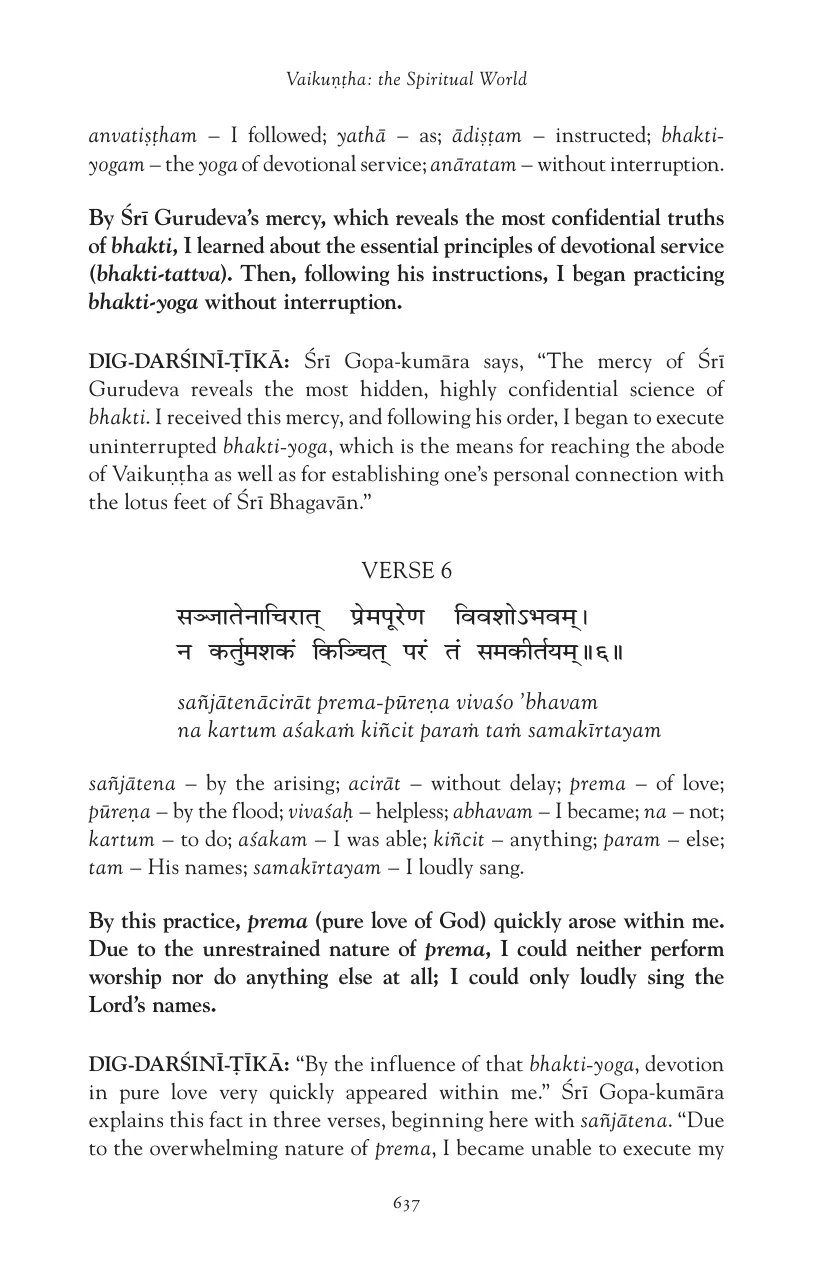 Vaikuṇṭha: the Spiritual World
anvatiṣṭham – I followed; yathā – as; ādiṣṭam – instructed; bhakti-
yogam – the yoga of devotional service; anāratam – without interruption.
By Śrī Gurudeva’s mercy, which reveals the most confidential truths
of bhakti, I learned about the essential principles of devotional service
(bhakti-tattva). Then, following his instructions, I began practicing
bhakti-yoga without interruption.
DIG-DARŚINĪ-ṬĪKĀ: Śrī Gopa-kumāra says, “The mercy of Śrī
Gurudeva reveals the most hidden, highly confidential science of
bhakti. I received this mercy, and following his order, I began to execute
uninterrupted bhakti-yoga, which is the means for reaching the abode
of Vaikuṇṭha as well as for establishing one’s personal connection with
the lotus feet of Śrī Bhagavān.”
VERSE 6
सञ्जातेनाचिरात् प्रेमपूरेण विवशोऽभवम्।
न कर्तुमशकं किञ्चित् परं तं समकीर्तयम्॥६॥
sañjātenācirāt prema-pūreṇa vivaśo ’bhavam
na kartum aśakaṁ kiñcit paraṁ taṁ samakīrtayam
sañjātena – by the arising; acirāt – without delay; prema – of love;
pūreṇa – by the flood; vivaśaḥ – helpless; abhavam – I became; na – not;
kartum – to do; aśakam – I was able; kiñcit – anything; param – else;
tam – His names; samakīrtayam – I loudly sang.
By this practice, prema (pure love of God) quickly arose within me.
Due to the unrestrained nature of prema, I could neither perform
worship nor do anything else at all; I could only loudly sing the
Lord’s names.
DIG-DARŚINĪ-ṬĪKĀ: “By the influence of that bhakti-yoga, devotion
in pure love very quickly appeared within me.” Śrī Gopa-kumāra
explains this fact in three verses, beginning here with sañjātena. “Due
to the overwhelming nature of prema, I became unable to execute my
637